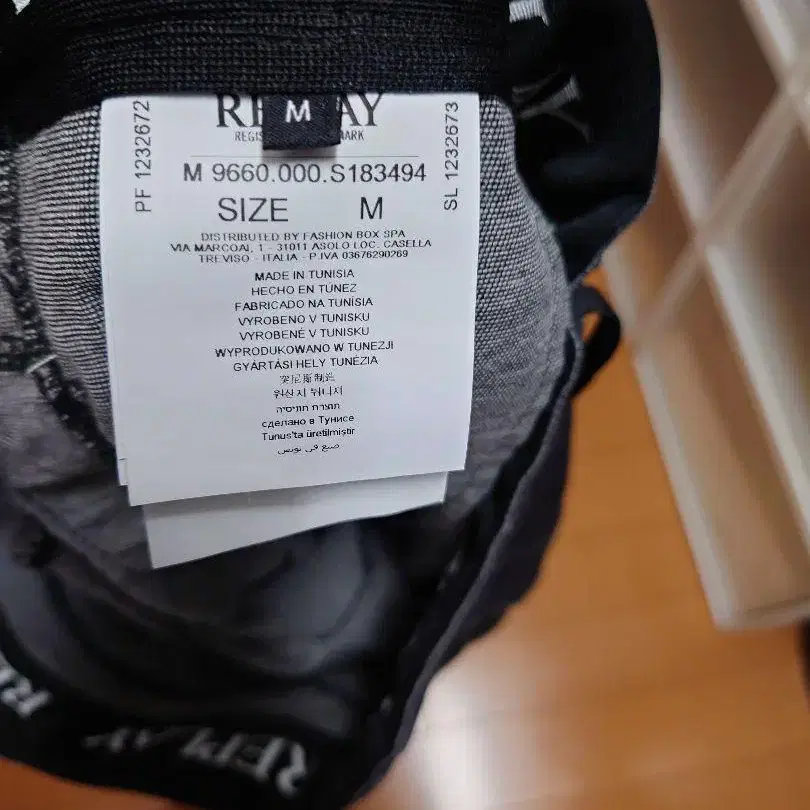 M
M 9660.000.S183494
SIZE M
DISTRIBUTED BY FASHION BOX SPA
VIA MARCOAI, 1 - 31011 ASOLO LOC. CASELLA
TREVISO - ITALIA - P.IVA 03676290269
MADE IN TUNISIA
HECHO EN TÚNEZ
FABRICADO NA TUNÍSIA
VYROBENO V TUNISKU
VYROBENÉ V TUNISKU
WYPRODUKOWANO W TUNEZJI
GYÁRTÁSI HELY TUNÉZIA
突尼斯制造
원산지 튀니지
תוצרת תוניסיה
сделано в Тунисе
Tunus'ta üretilmiştir
صنع في تونس
PF 1232672
SL 1232673
REPLAY